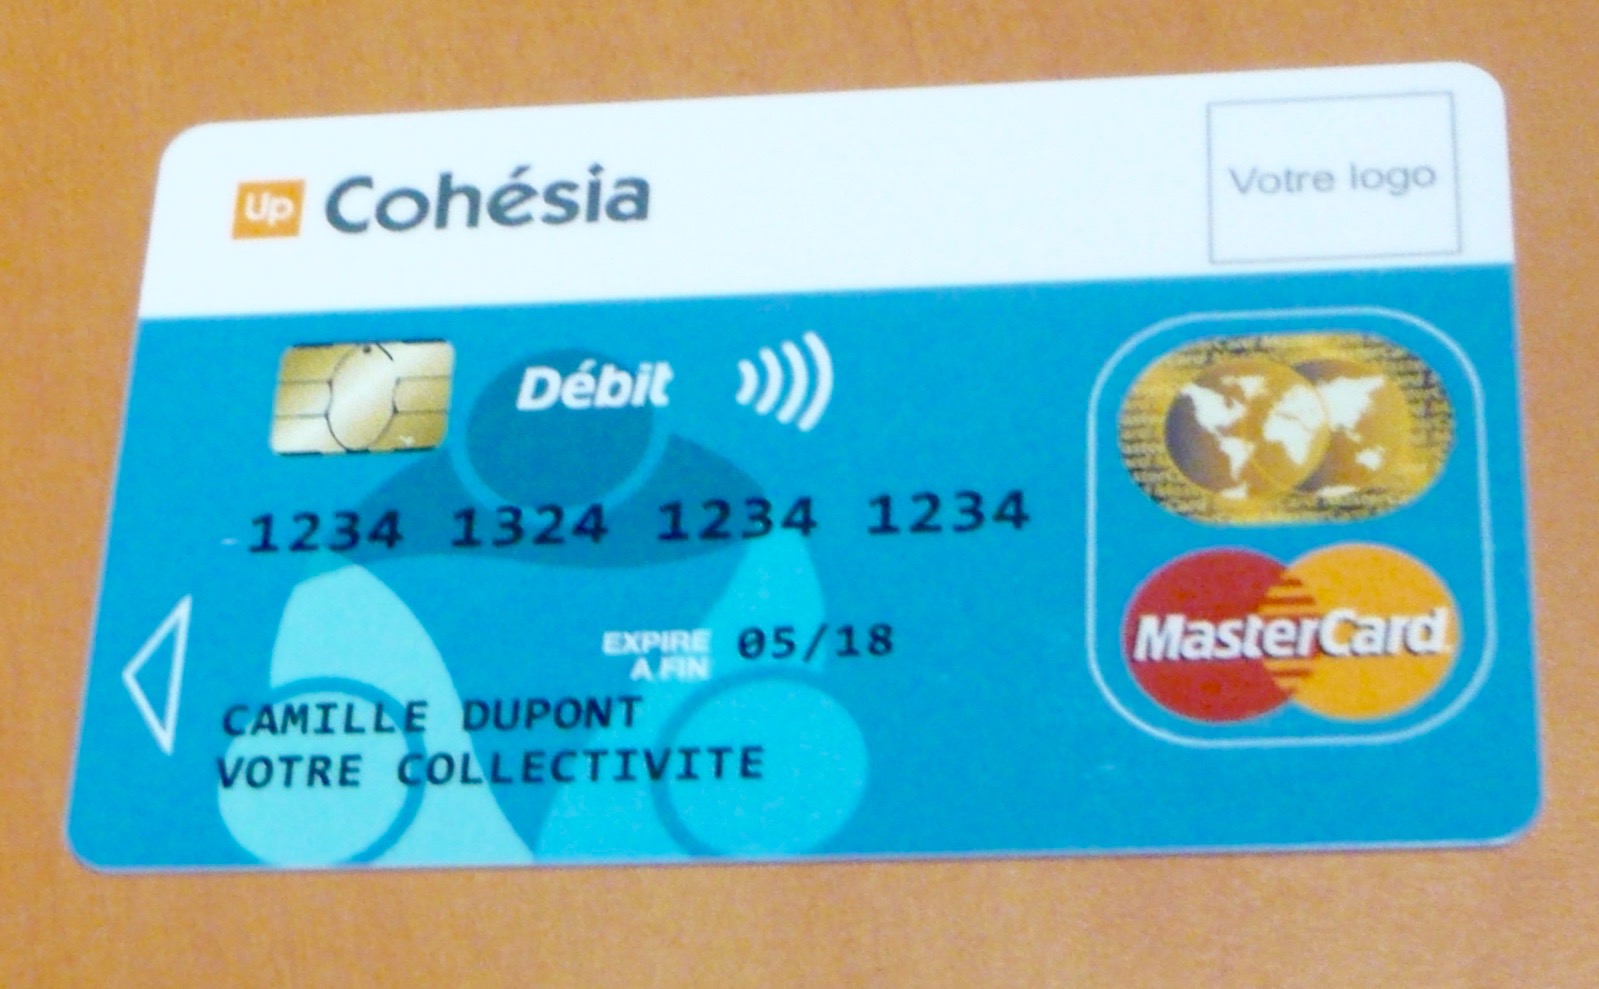 Up Cohésia
Votre logo
Débit
1234 1324 1234 1234
EXPIRE
A FIN
05/18
CAMILLE DUPONT
VOTRE COLLECTIVITE
MasterCard